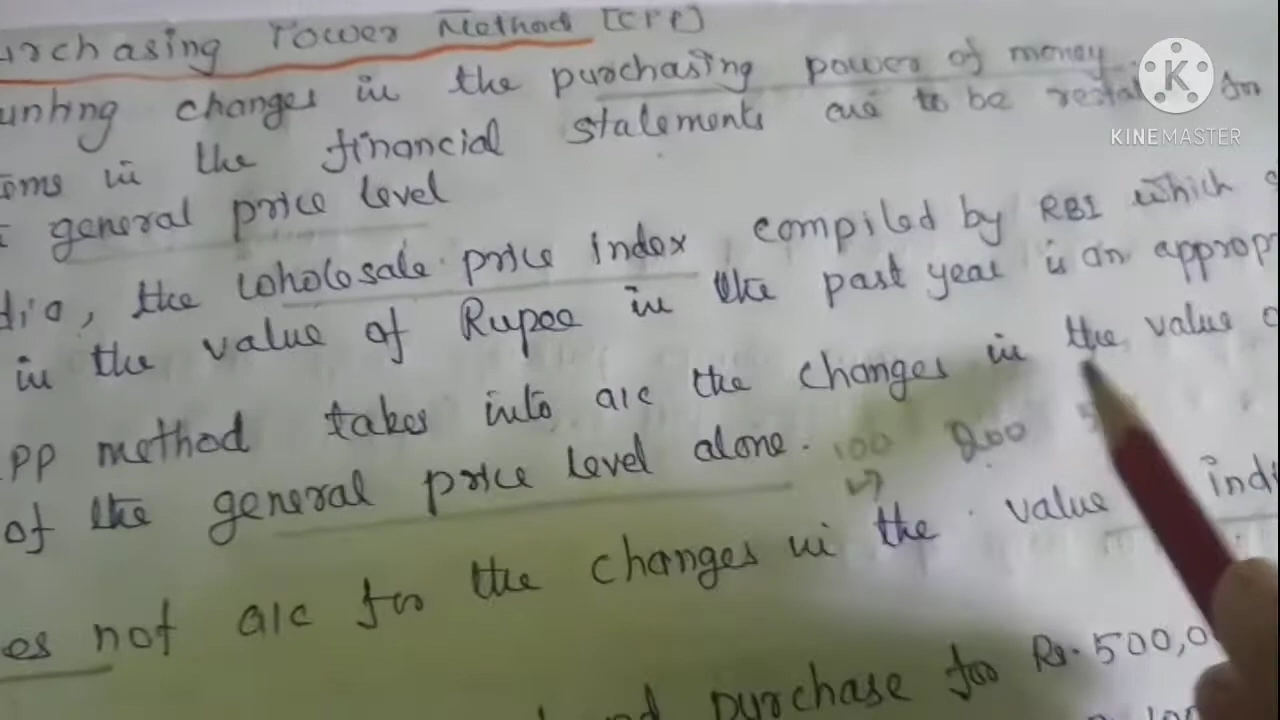 urchasing Power Method [CPP]
unting changes in the purchasing power of money
ems in the financial statements are to be resta for
general price level
dia, the wholesale price index compiled by RBI which
in the value of Rupee in the past year is an approp
PP method takes into a/c the changes in the value
of the general price level alone. 100 200
es not a/c for the changes in the value indi
purchase for Rs. 500,0
K
KINEMASTER